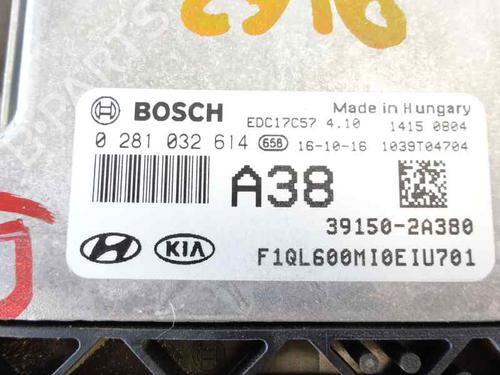 BOSCH
EDC17C57 4.10
Made in Hungary
1415 0804
0 281 032 614
658
16-10-16
1039T04704
A38
39150-2A380
KIA
F1QL600MI0EIU701